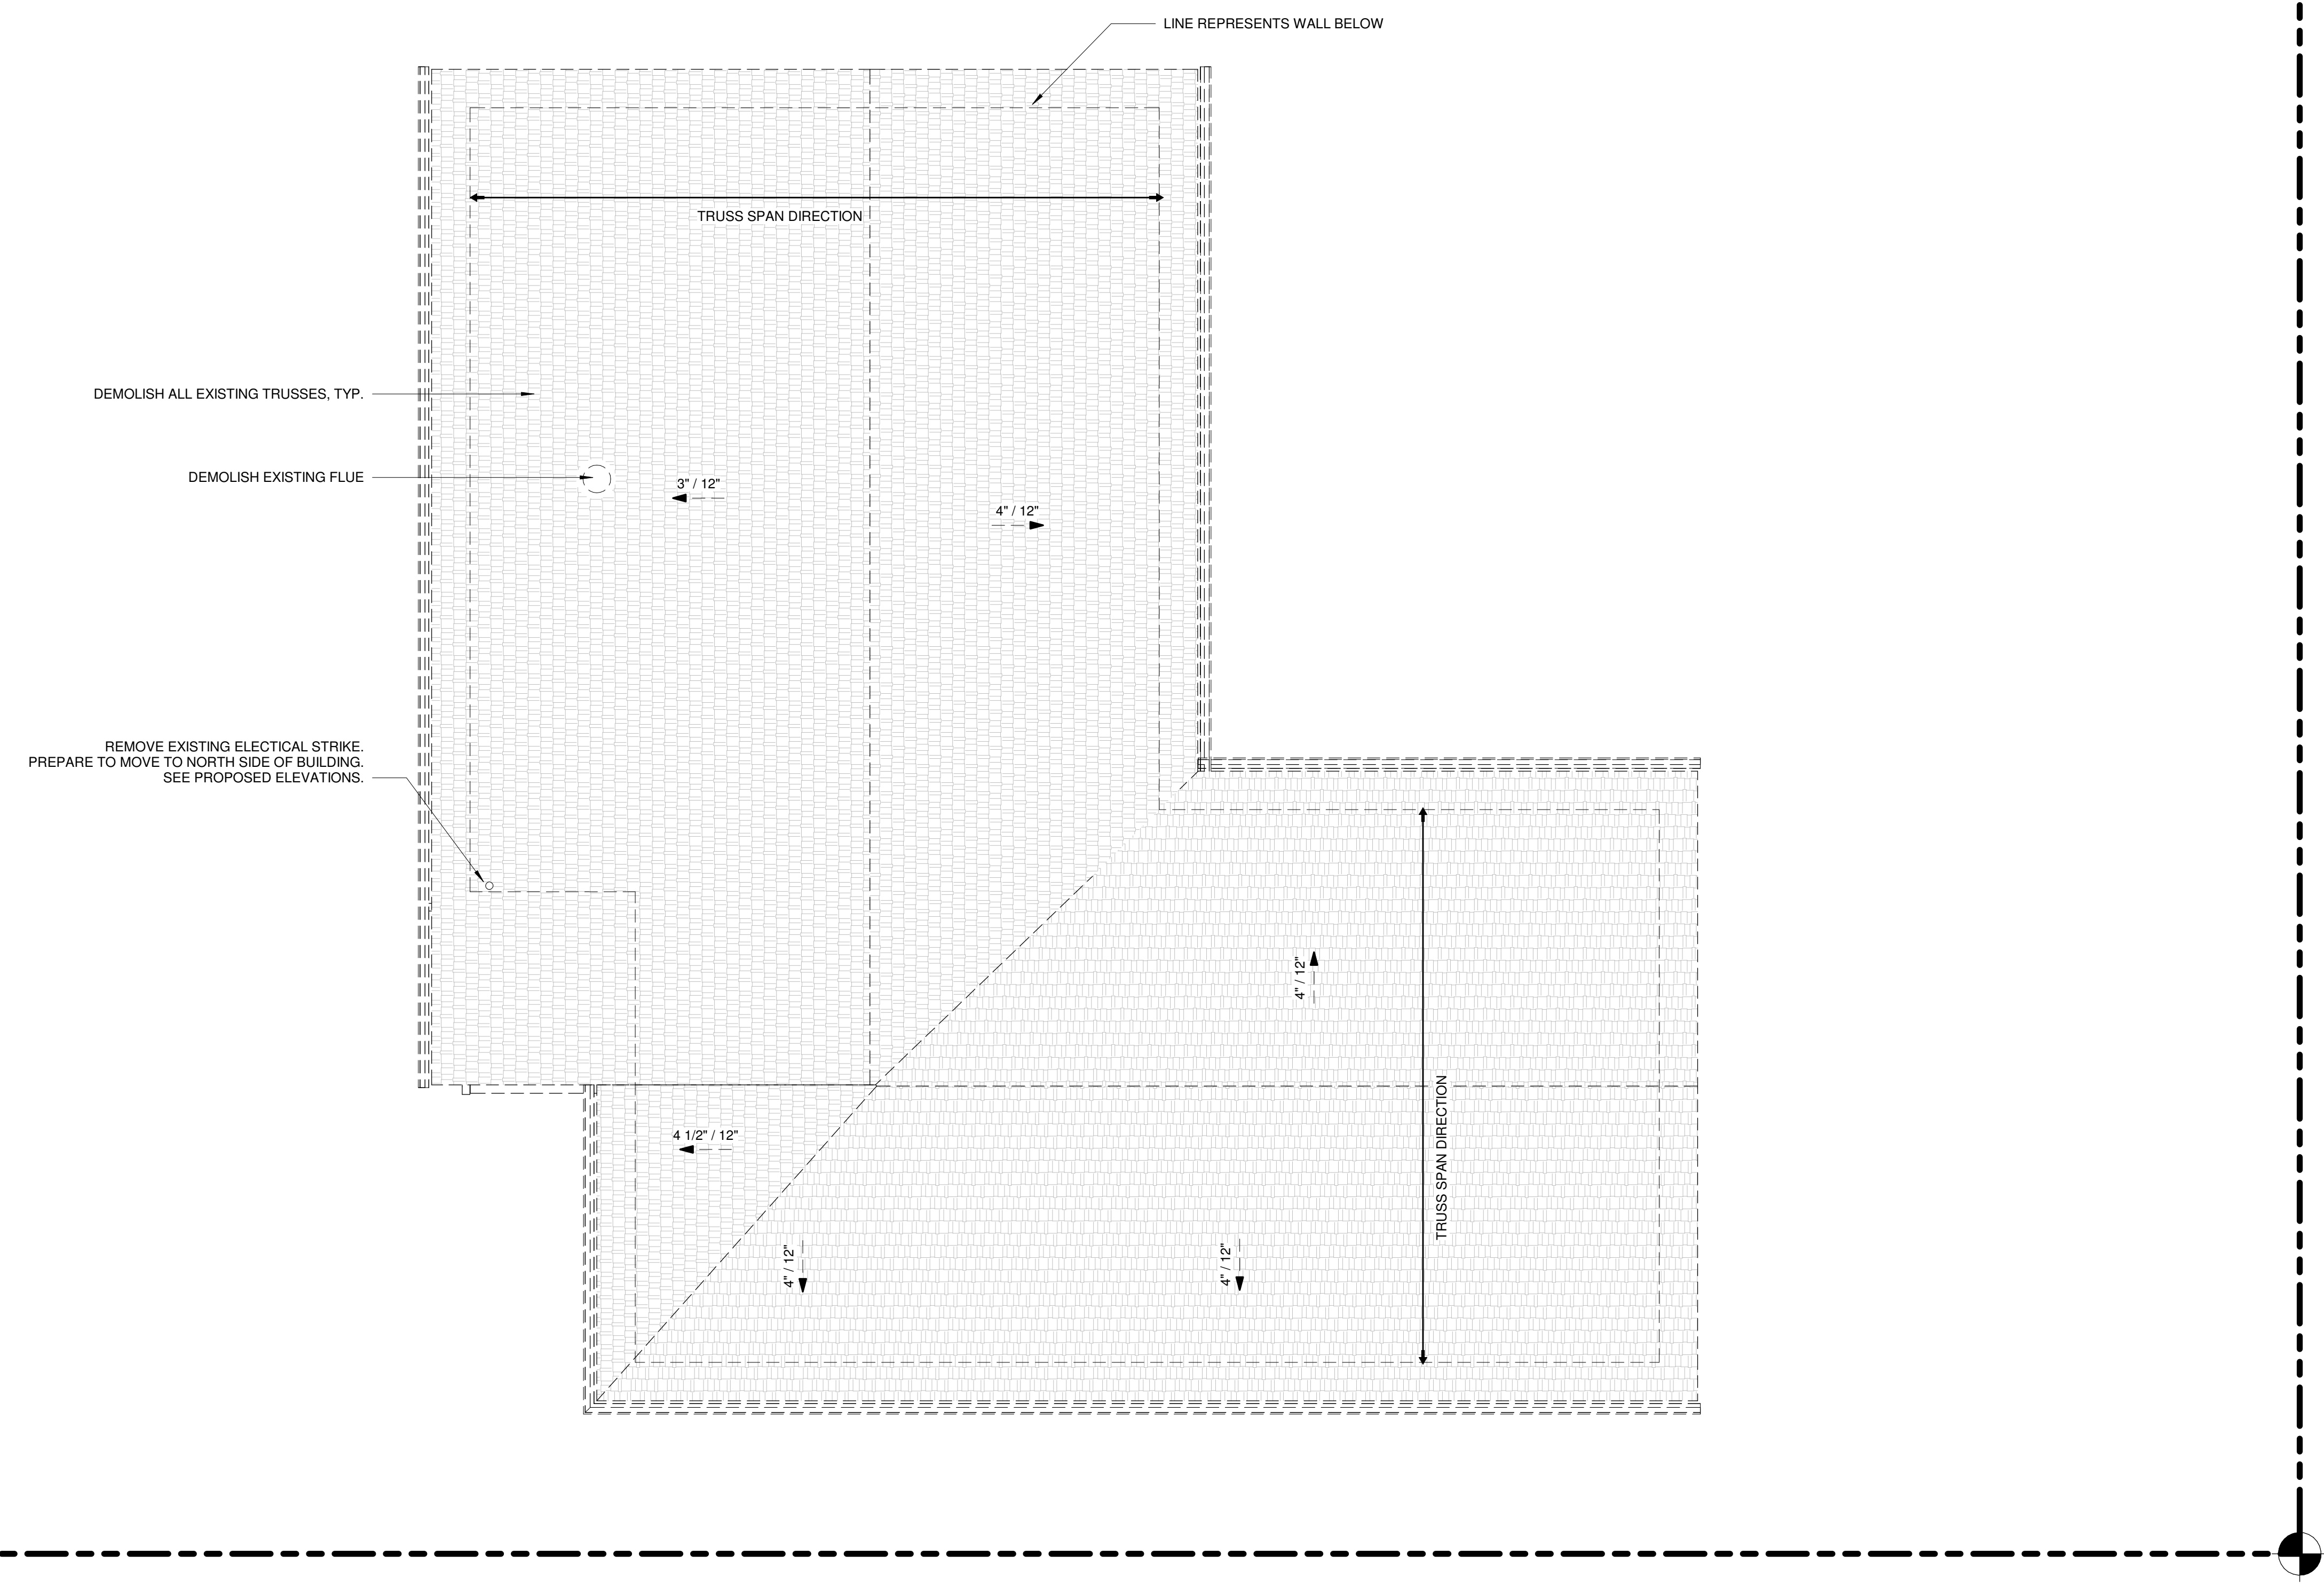 LINE REPRESENTS WALL BELOW
TRUSS SPAN DIRECTION
DEMOLISH ALL EXISTING TRUSSES, TYP.
DEMOLISH EXISTING FLUE
3" / 12"
4" / 12"
REMOVE EXISTING ELECTICAL STRIKE.
PREPARE TO MOVE TO NORTH SIDE OF BUILDING.
SEE PROPOSED ELEVATIONS.
4" / 12"
TRUSS SPAN DIRECTION
4 1/2" / 12"
4" / 12"
4" / 12"